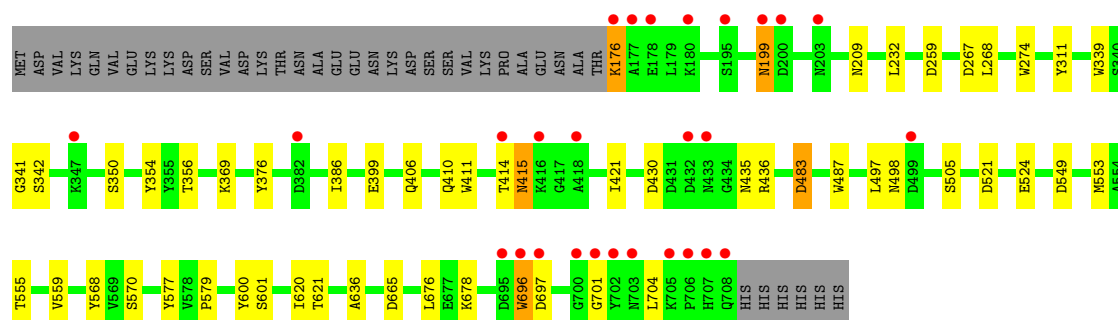 MET ASP VAL LYS GLN VAL GLU LYS LYS ASP SER VAL ASP LYS THR ASN ALA GLU GLU ASN LYS ASP SER SER VAL LYS PRO ALA GLU ASN ALA THR K176 A177 E178 L179 K180 S195 N199 D200 N203 N209 L232 D259 D267 L268 W274 Y311 W339 S340
G341 S342 K347 S350 Y354 Y355 T356 K369 Y376 D382 I386 E399 Q406 Q410 W411 T414 N415 K416 G417 A418 I421 D430 D431 D432 N433 G434 N435 R436 D483 W487 L497 N498 D499 S505 D521 E524 D549 M553 A554
T555 V559 Y568 V569 S570 Y577 V578 P579 Y600 S601 I620 T621 A636 D665 L676 E677 K678 D695 W696 D697 G700 G701 Y702 N703 L704 K705 P706 H707 Q708 HIS HIS HIS HIS HIS HIS